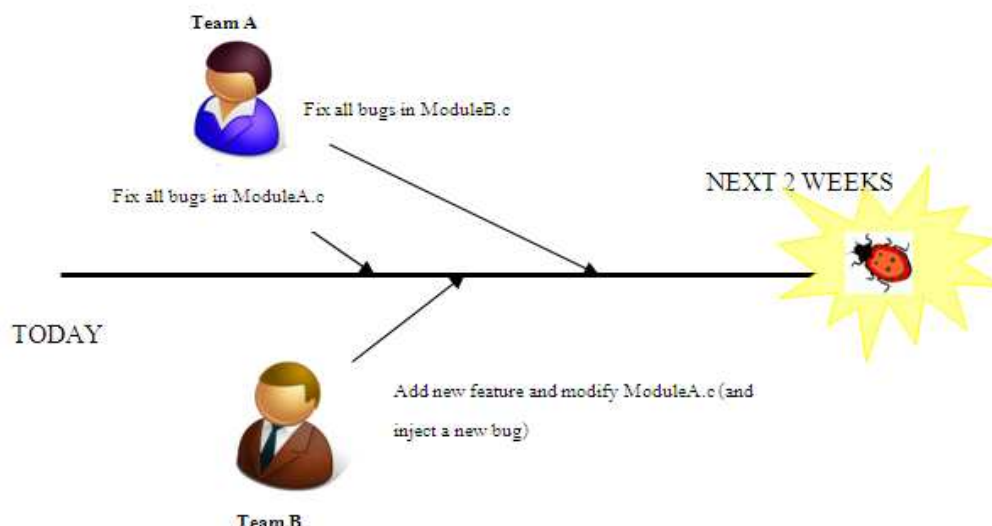 Team A
Fix all bugs in ModuleB.c
NEXT 2 WEEKS
Fix all bugs in ModuleA.c
TODAY
Add new feature and modify ModuleA.c (and
inject a new bug)
Team B